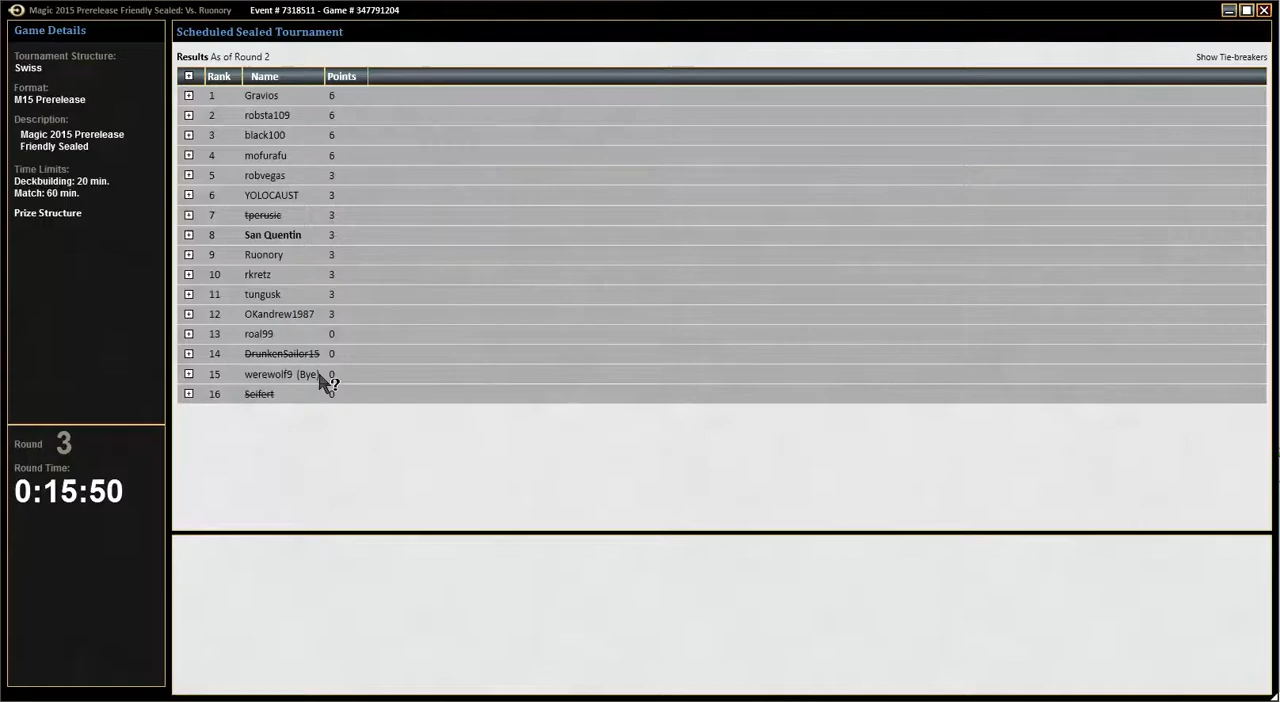 Magic 2015 Prerelease Friendly Sealed: Vs. Ruonory Event # 7318511 - Game # 347791204
Game Details
Tournament Structure:
Swiss
Format:
M15 Prerelease
Description:
Magic 2015 Prerelease
Friendly Sealed
Time Limits:
Deckbuilding: 20 min.
Match: 60 min.
Prize Structure
Round 3
Round Time:
0:15:50
Scheduled Sealed Tournament
Results As of Round 2 Show Tie-breakers
Rank Name Points
1 Gravios 6
2 robsta109 6
3 black100 6
4 mofurafu 6
5 robvegas 3
6 YOLOCAUST 3
7 tperusic 3
8 San Quentin 3
9 Ruonory 3
10 rkretz 3
11 tungusk 3
12 OKandrew1987 3
13 roal99 0
14 DrunkenSailor15 0
15 werewolf9 (Bye) 0
16 Seifert 0